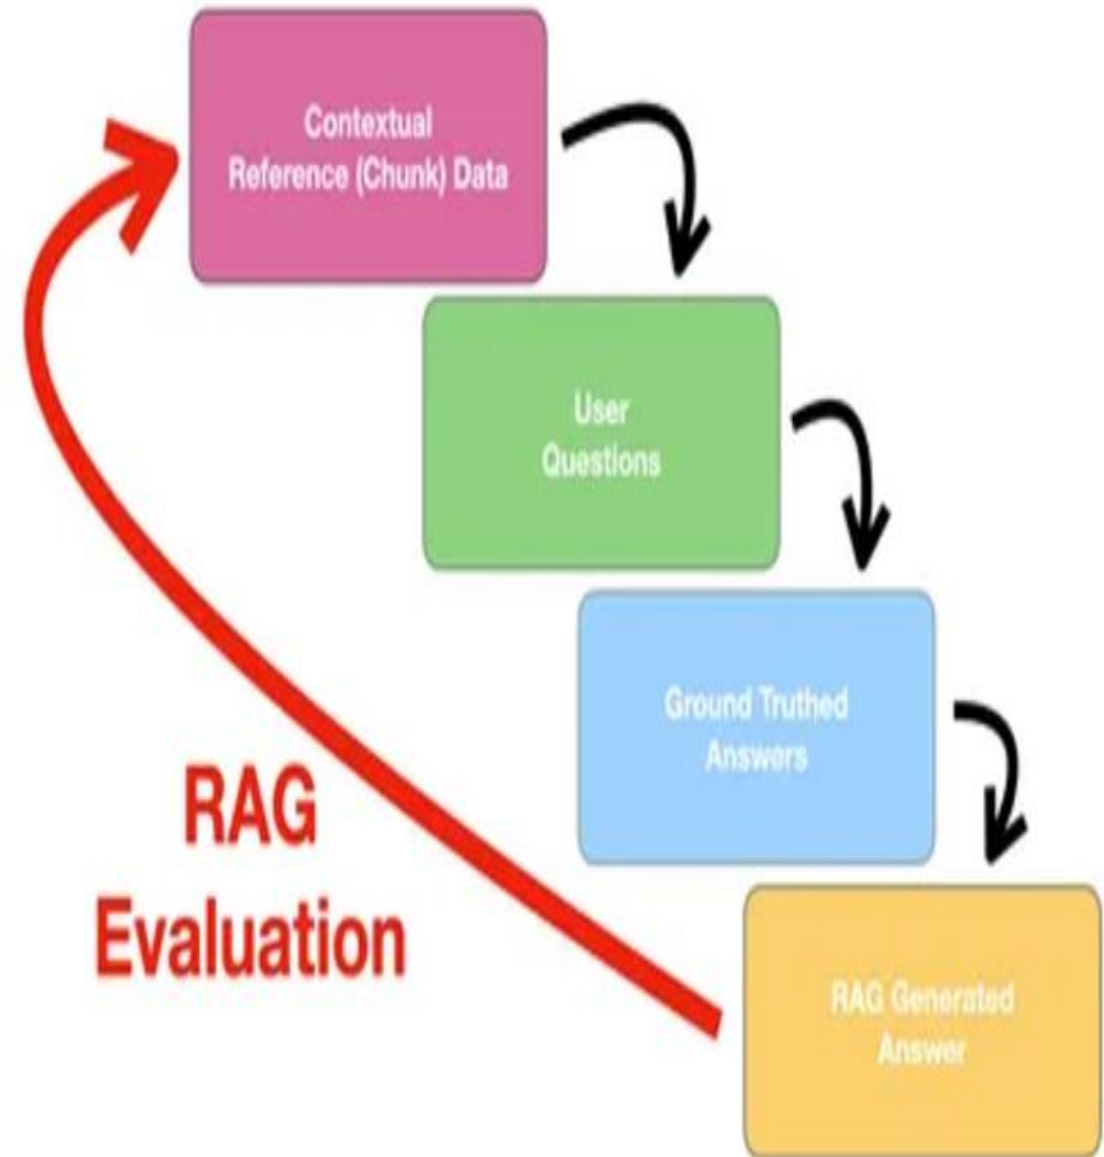 Contextual
Reference (Chunk) Data
User
Questions
Ground Truthed
Answers
RAG
Evaluation
RAG Generated
Answer